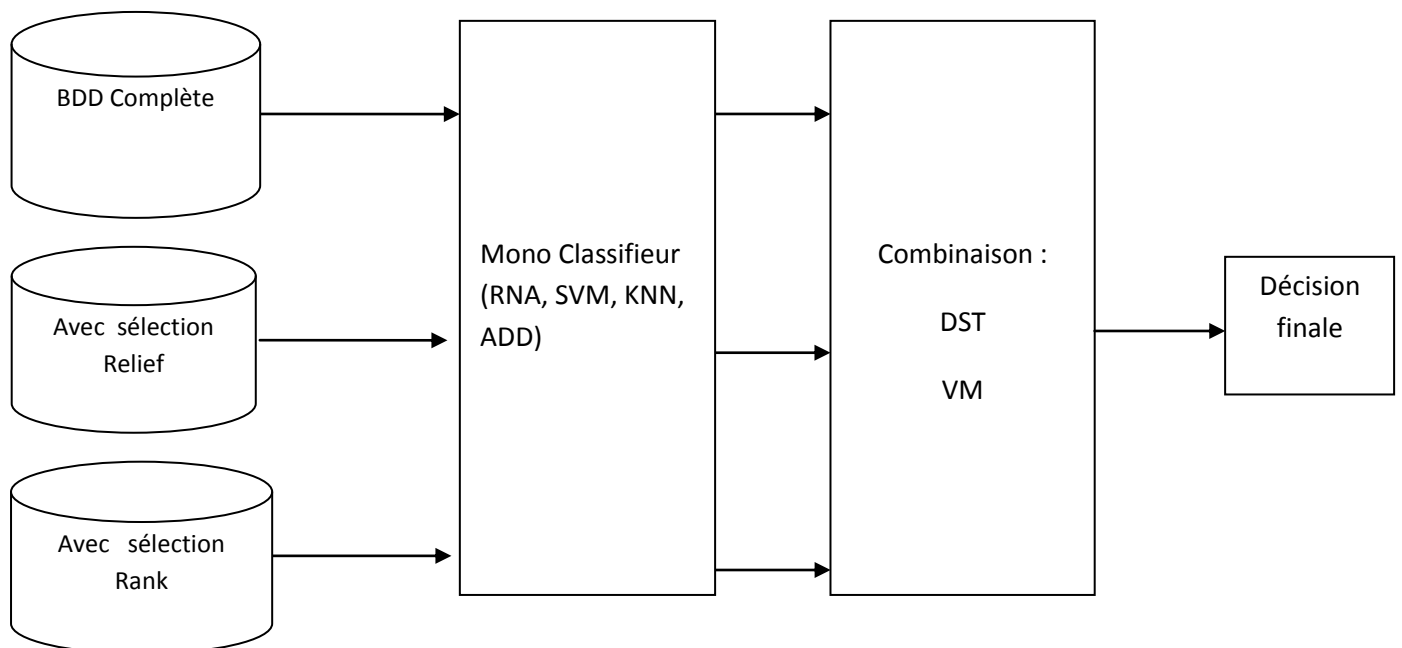 BDD Complète
Avec sélection
Relief
Avec sélection
Rank
Mono Classifieur
(RNA, SVM, KNN,
ADD)
Combinaison :
DST
VM
Décision
finale